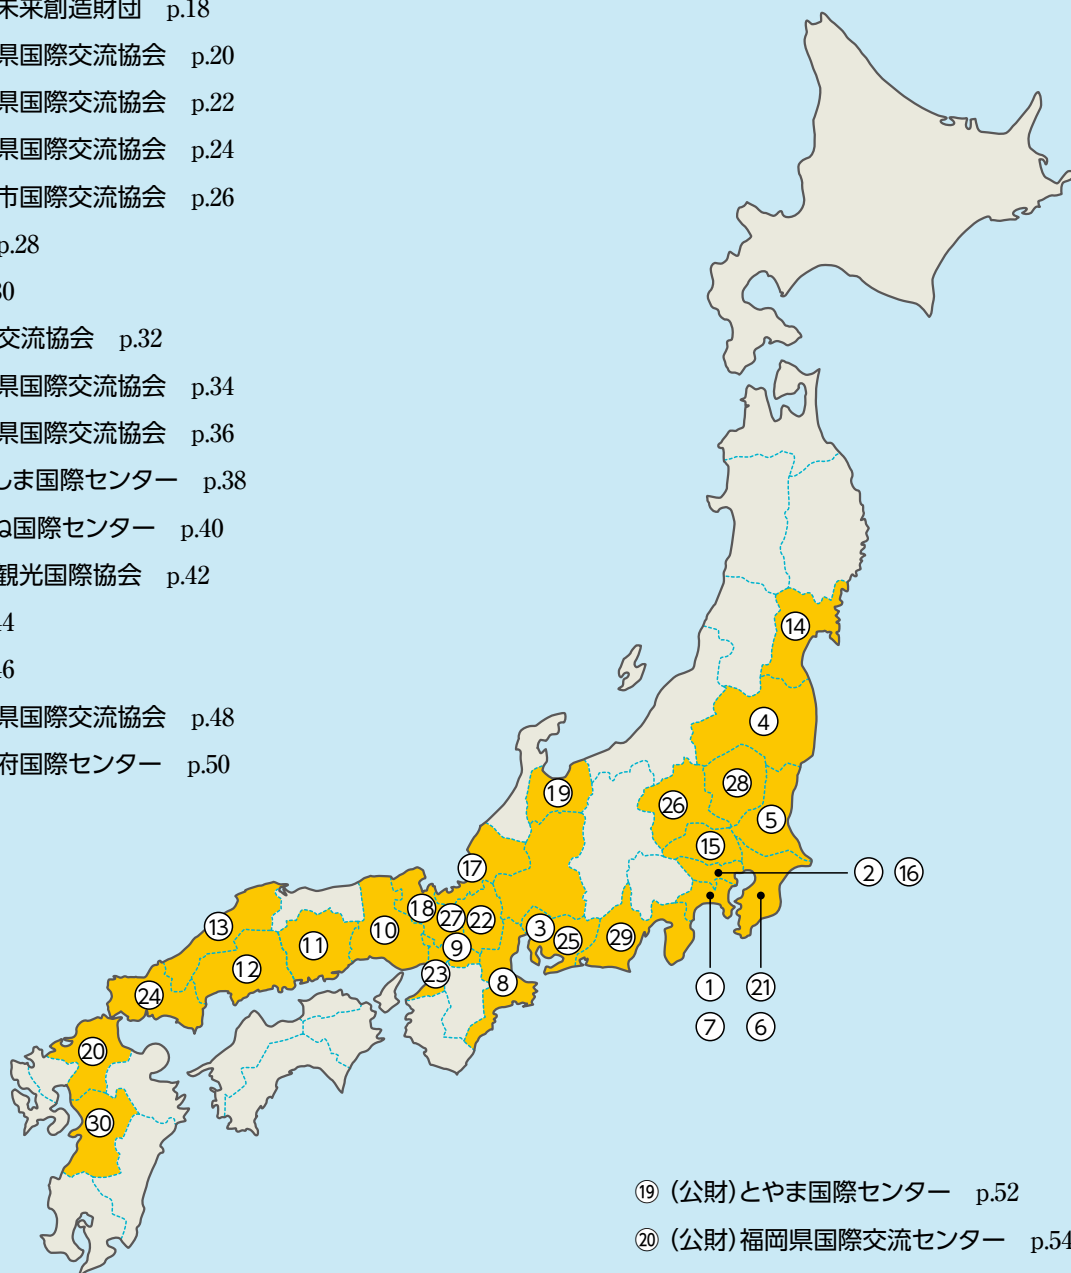 未来創造財団 p.18
県国際交流協会 p.20
県国際交流協会 p.22
県国際交流協会 p.24
市国際交流協会 p.26
p.28
30
交流協会 p.32
県国際交流協会 p.34
県国際交流協会 p.36
しま国際センター p.38
ね国際センター p.40
観光国際協会 p.42
44
46
県国際交流協会 p.48
府国際センター p.50
⑭
④
⑲
㉘
㉖
⑤
⑮
⑰
② ⑯
⑱
㉗
㉒
⑬
③
⑩
⑪
㉕
㉙
⑨
⑫
㉓
⑧
㉔
① ㉑
⑦ ⑥
⑳
㉚
⑲ (公財)とやま国際センター p.52
⑳ (公財)福岡県国際交流センター p.54